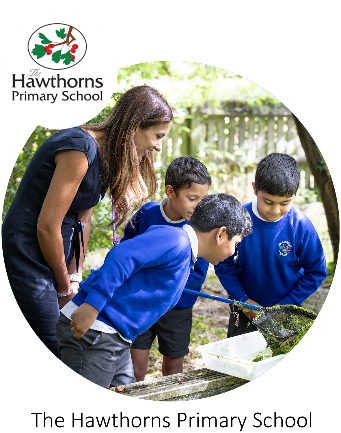 The
Hawthorns
Primary School
The Hawthorns Primary School